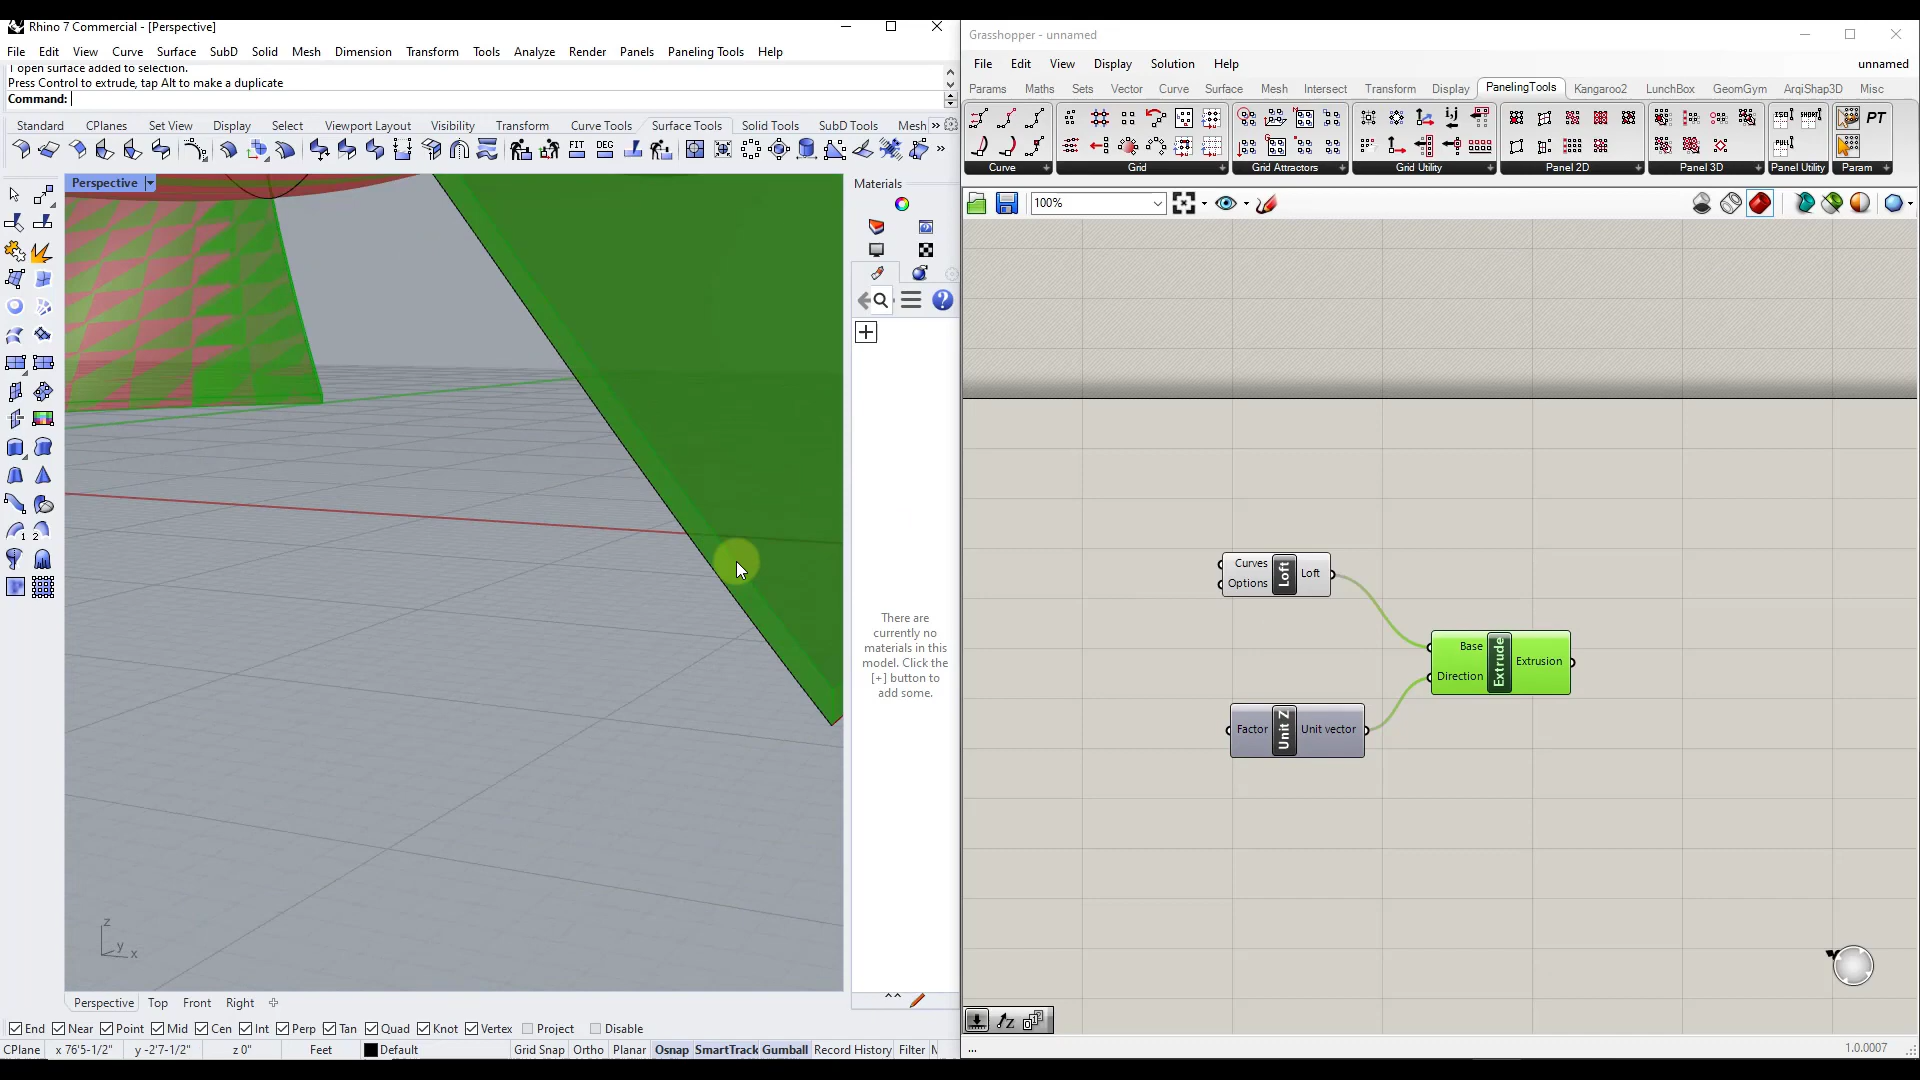 Rhino 7 Commercial - [Perspective]
File Edit View Curve Surface SubD Solid Mesh Dimension Transform Tools Analyze Render Panels Paneling Tools Help
1 open surface added to selection.
Press Control to extrude, tap Alt to make a duplicate
Command:
Standard CPlanes Set View Display Select Viewport Layout Visibility Transform Curve Tools Surface Tools Solid Tools SubD Tools Mesh »
FIT DEG »
Perspective
Materials
1 2
There are
currently no
materials in this
model. Click the
[+] button to
add some.
z
y x
Perspective Top Front Right
End Near Point Mid Cen Int Perp Tan Quad Knot Vertex Project Disable
CPlane x 76'5-1/2" y -2'7-1/2" z 0" Feet Default Grid Snap Ortho Planar Osnap SmartTrack Gumball Record History Filter
Grasshopper - unnamed
File Edit View Display Solution Help unnamed
Params Maths Sets Vector Curve Surface Mesh Intersect Transform Display PanelingTools Kangaroo2 LunchBox GeomGym ArqiShap3D Misc
ISO SHORT PT
PULL
Curve Grid Grid Attractors Grid Utility Panel 2D Panel 3D Panel Utility Param
100%
Curves Options Loft Loft
Base Direction Extrude Extrusion
Factor Unit Z Unit vector
... 1.0.0007